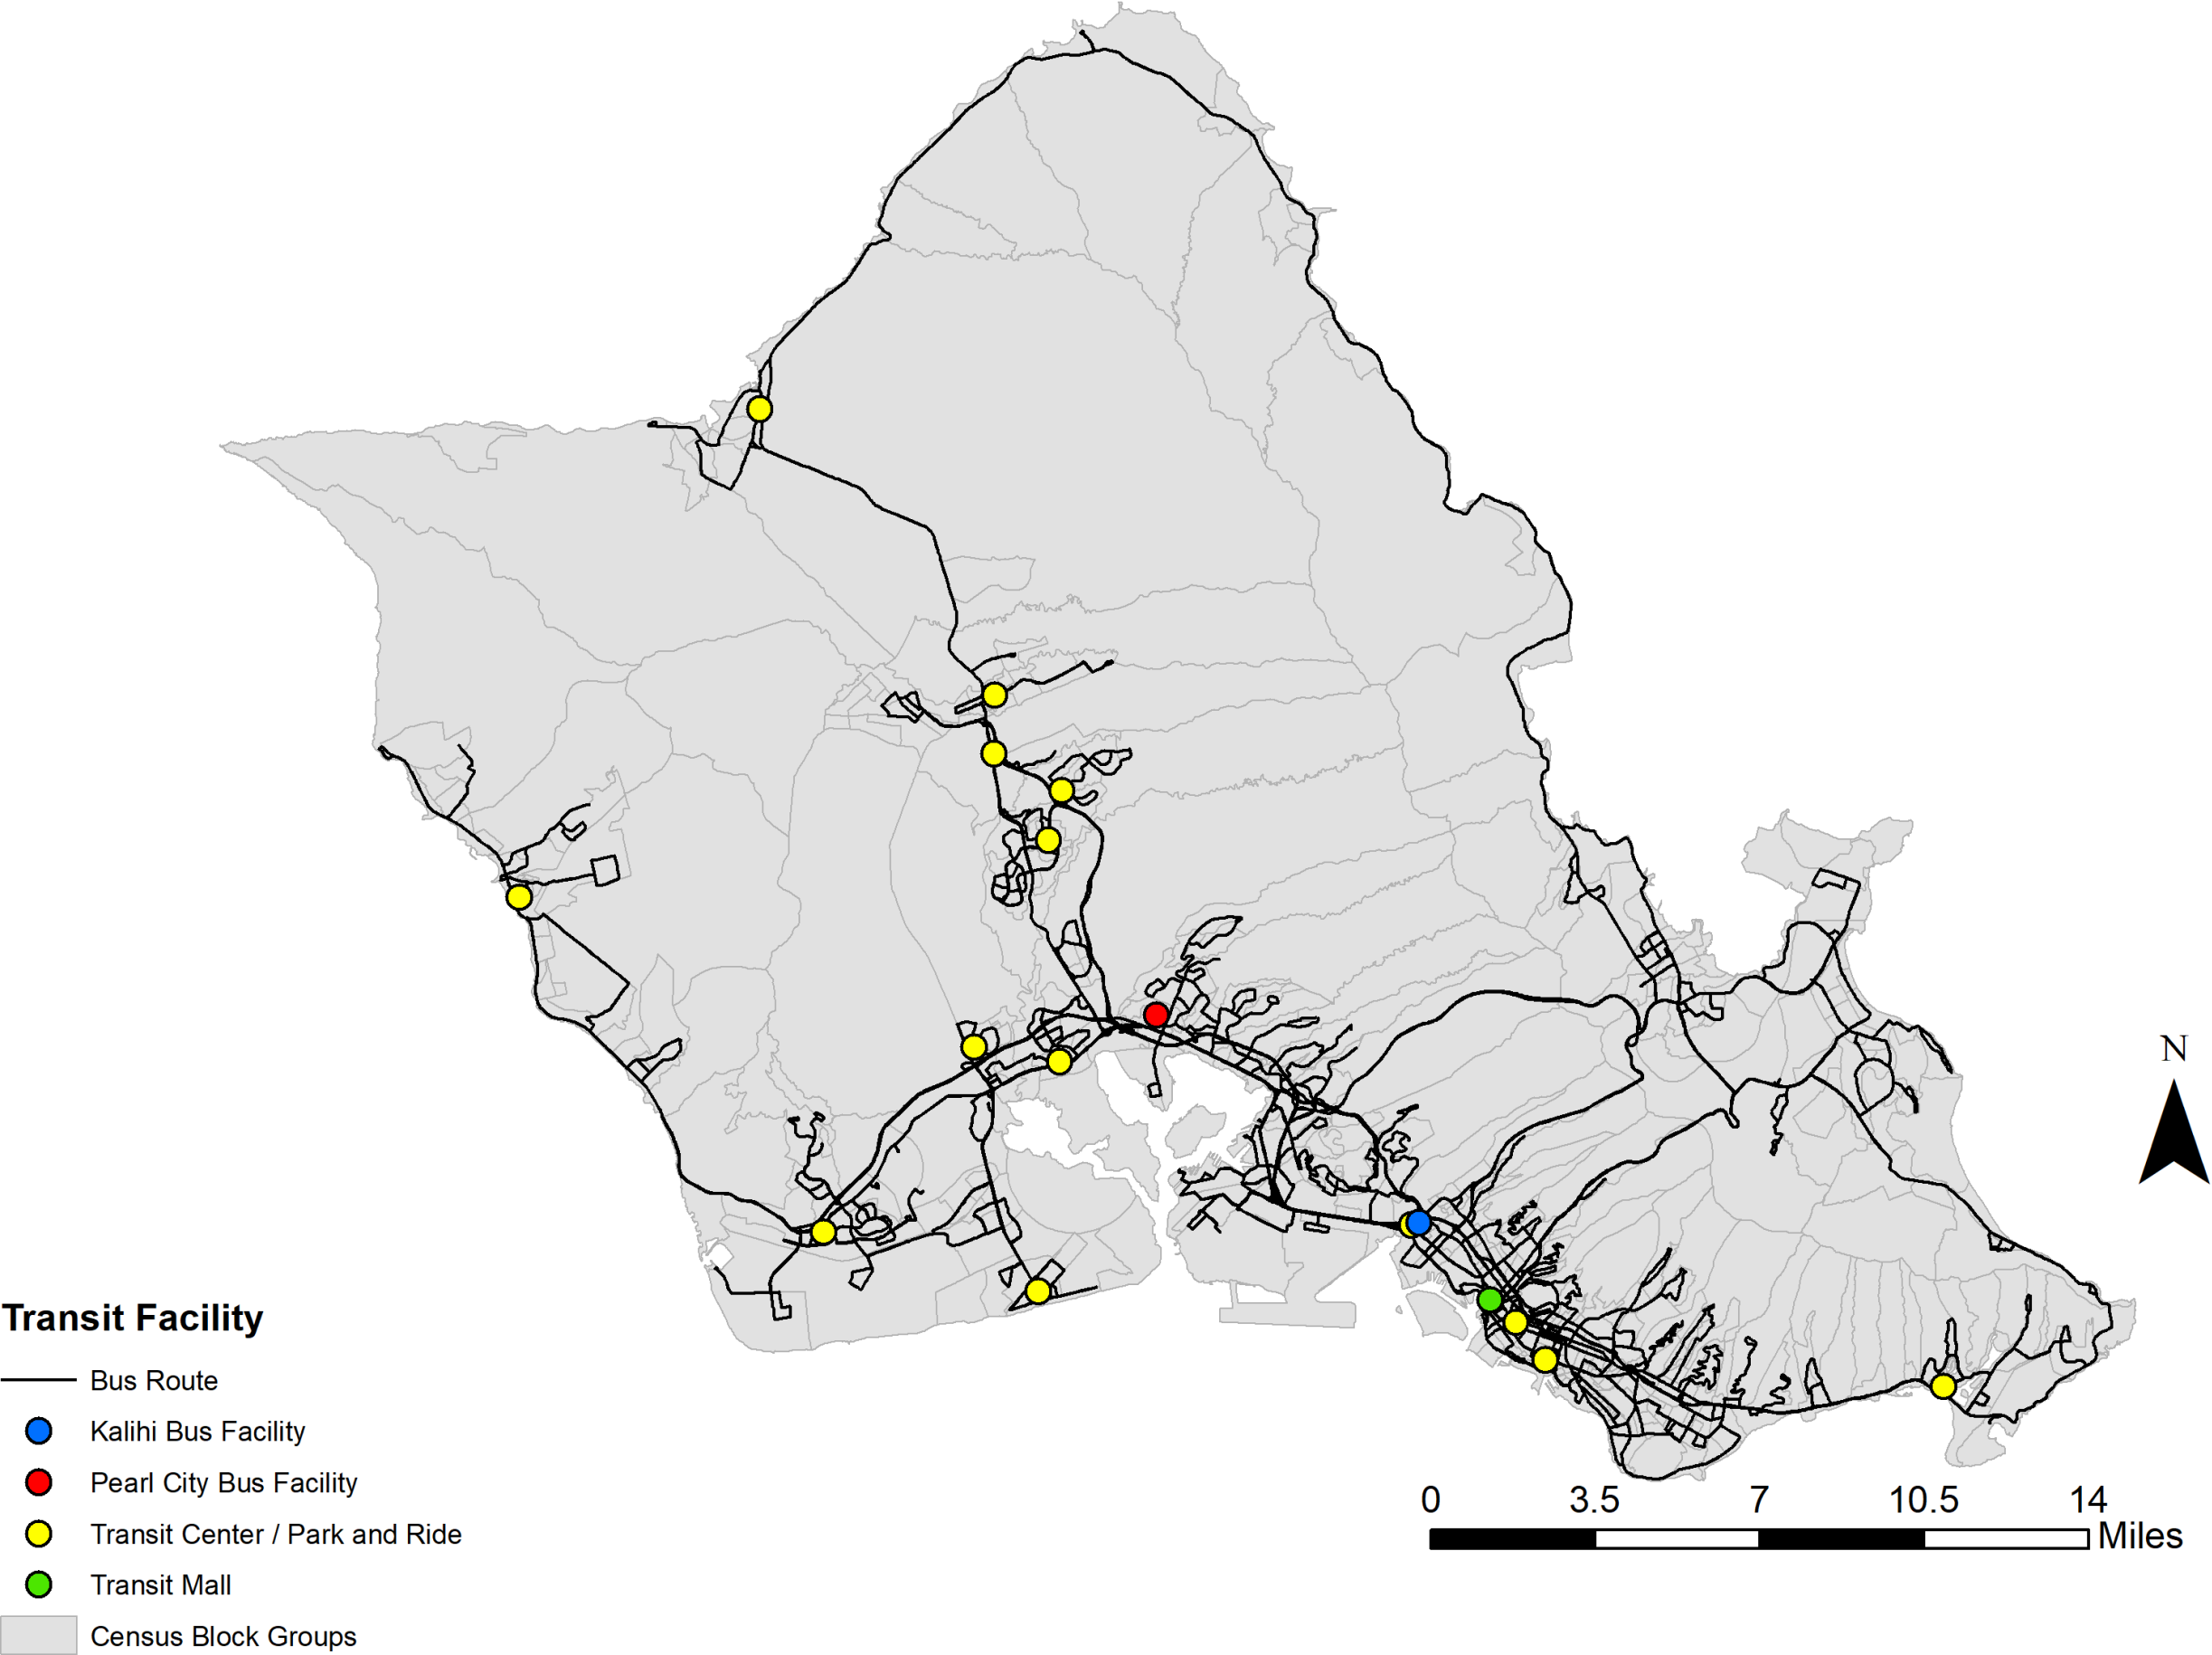 N
Transit Facility
Bus Route
Kalihi Bus Facility
Pearl City Bus Facility
Transit Center / Park and Ride
Transit Mall
Census Block Groups
0 3.5 7 10.5 14
Miles